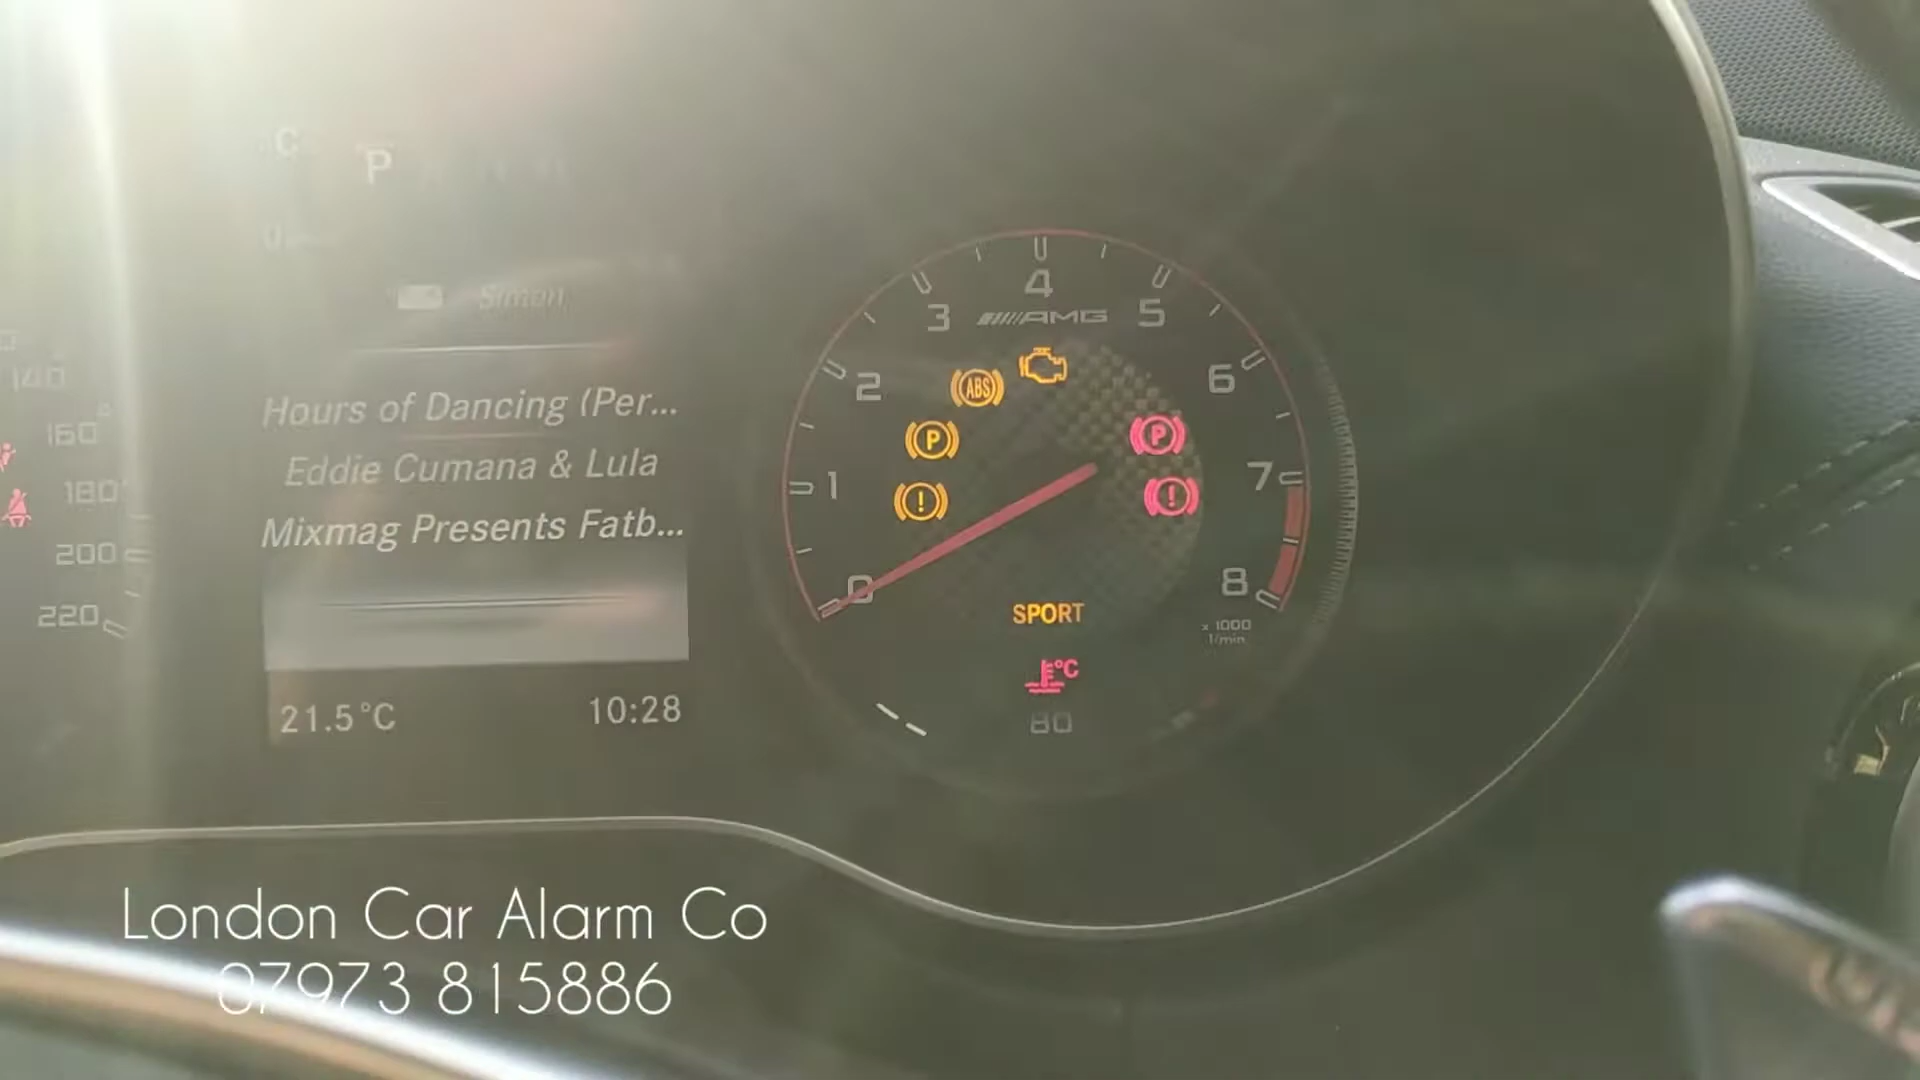 C
P
Simon
Hours of Dancing (Per...
Eddie Cumana & Lula
Mixmag Presents Fatb...
21.5°C
10:28
140
160
180
200
220
0
1
2
3
4
5
6
7
8
AMG
ABS
P
!
P
!
SPORT
x 1000
1/min
°C
80
London Car Alarm Co
07973 815886